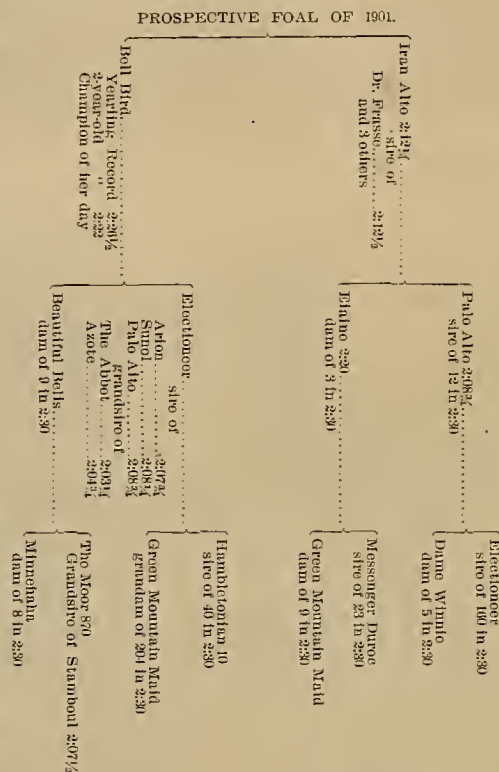 PROSPECTIVE FOAL OF 1901.
Iran Alto 2:12¼
sire of
Dr. Frasse........2:12½
and 3 others
Palo Alto 2:08¾
sire of 12 in 2:30
Electioneer
sire of 160 in 2:30
Dame Winnie
dam of 5 in 2:30
Elaine 2:20
dam of 3 in 2:30
Messenger Duroc
sire of 23 in 2:30
Green Mountain Maid
dam of 9 in 2:30
Bell Bird
Yearling Record 2:26½
2-year-old " 2:22
Champion of her day
Electioneer
sire of
Arion............2:07¾
Sunol............2:08¼
Palo Alto........2:08¾
grandsire of
The Abbot......2:03¼
Azote............2:04¾
Hambletonian 10
sire of 40 in 2:30
Green Mountain Maid
grandam of 204 in 2:30
Beautiful Bells
dam of 9 in 2:30
The Moor 870
Grandsire of Stamboul 2:07½
Minnehaha
dam of 8 in 2:30